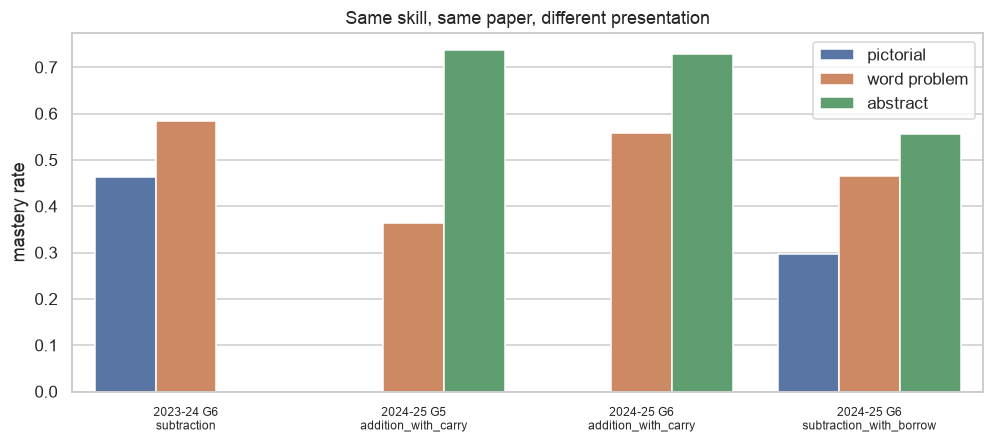 Same skill, same paper, different presentation
pictorial
word problem
abstract
mastery rate
0.7
0.6
0.5
0.4
0.3
0.2
0.1
0.0
2023-24 G6
subtraction
2024-25 G5
addition_with_carry
2024-25 G6
addition_with_carry
2024-25 G6
subtraction_with_borrow